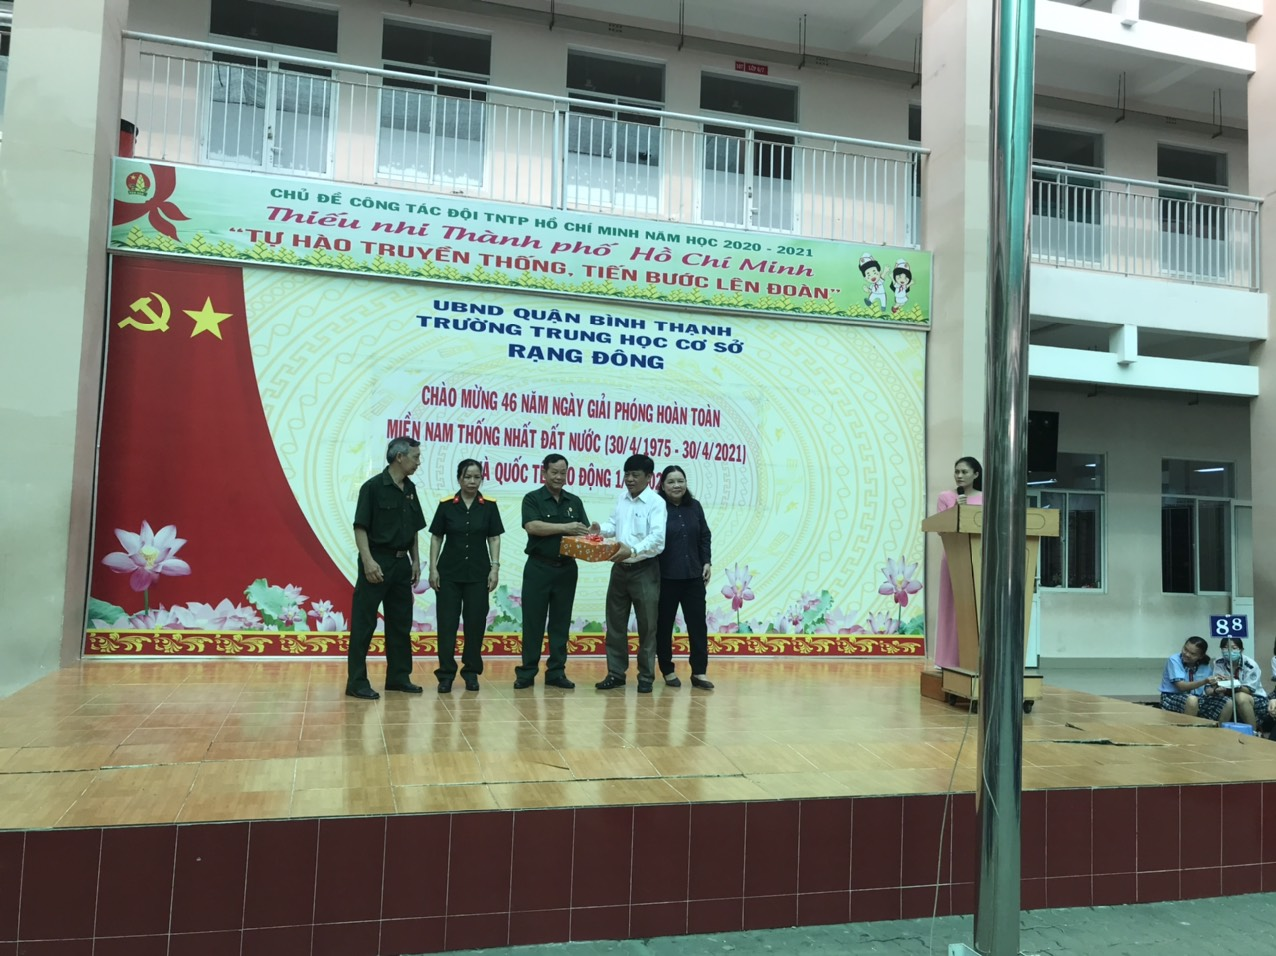 CHỦ ĐỀ CÔNG TÁC ĐỘI TNTP HỒ CHÍ MINH NĂM HỌC 2020 - 2021
Thiếu nhi Thành phố Hồ Chí Minh
“TỰ HÀO TRUYỀN THỐNG, TIẾN BƯỚC LÊN ĐOÀN”
UBND QUẬN BÌNH THẠNH
TRƯỜNG TRUNG HỌC CƠ SỞ
RẠNG ĐÔNG
CHÀO MỪNG 46 NĂM NGÀY GIẢI PHÓNG HOÀN TOÀN
MIỀN NAM THỐNG NHẤT ĐẤT NƯỚC (30/4/1975 - 30/4/2021)
QUỐC ĐỘNG
8 8